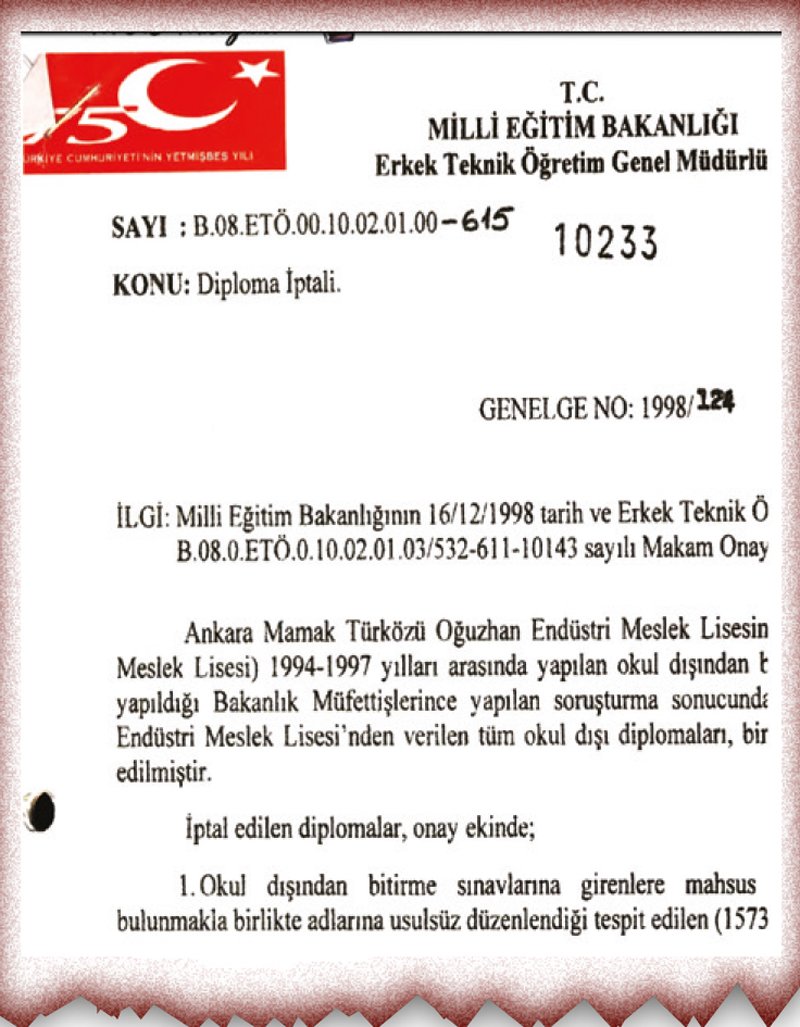 75
TÜRKİYE CUMHURİYETİ'NİN YETMİŞBEŞ YILI
T.C.
MİLLİ EĞİTİM BAKANLIĞI
Erkek Teknik Öğretim Genel Müdürlü
SAYI : B.08.ETÖ.00.10.02.01.00-615
10233
KONU: Diploma İptali.
GENELGE NO: 1998/124
İLGİ: Milli Eğitim Bakanlığının 16/12/1998 tarih ve Erkek Teknik Ö
B.08.0.ETÖ.0.10.02.01.03/532-611-10143 sayılı Makam Onay
Ankara Mamak Türközü Oğuzhan Endüstri Meslek Lisesin
Meslek Lisesi) 1994-1997 yılları arasında yapılan okul dışından
yapıldığı Bakanlık Müfettişlerince yapılan soruşturma sonucunda
Endüstri Meslek Lisesi'nden verilen tüm okul dışı diplomaları, bir
edilmiştir.
İptal edilen diplomalar, onay ekinde;
1.Okul dışından bitirme sınavlarına girenlere mahsus
bulunmakla birlikte adlarına usulsüz düzenlendiği tespit edilen (1573